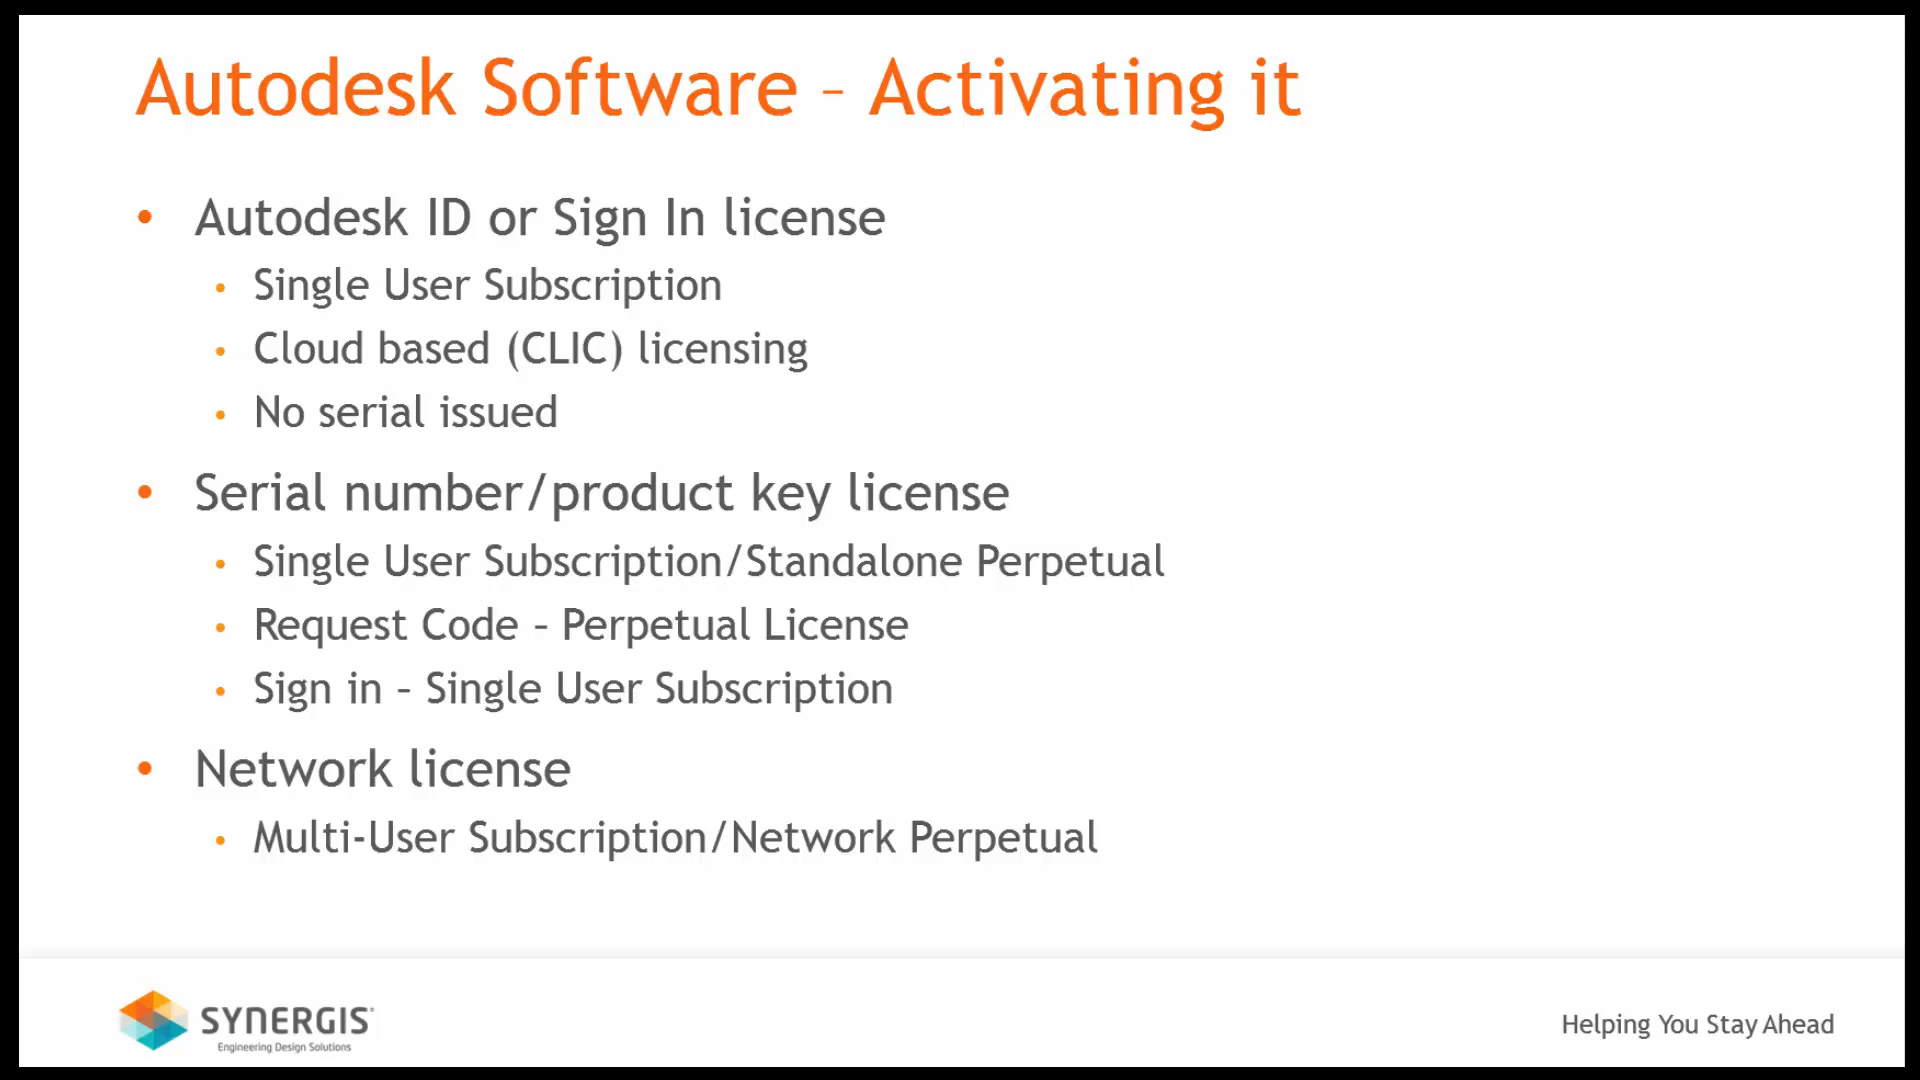 Autodesk Software – Activating it
• Autodesk ID or Sign In license
• Single User Subscription
• Cloud based (CLIC) licensing
• No serial issued
• Serial number/product key license
• Single User Subscription/Standalone Perpetual
• Request Code – Perpetual License
• Sign in – Single User Subscription
• Network license
• Multi-User Subscription/Network Perpetual
SYNERGIS
Engineering Design Solutions
Helping You Stay Ahead